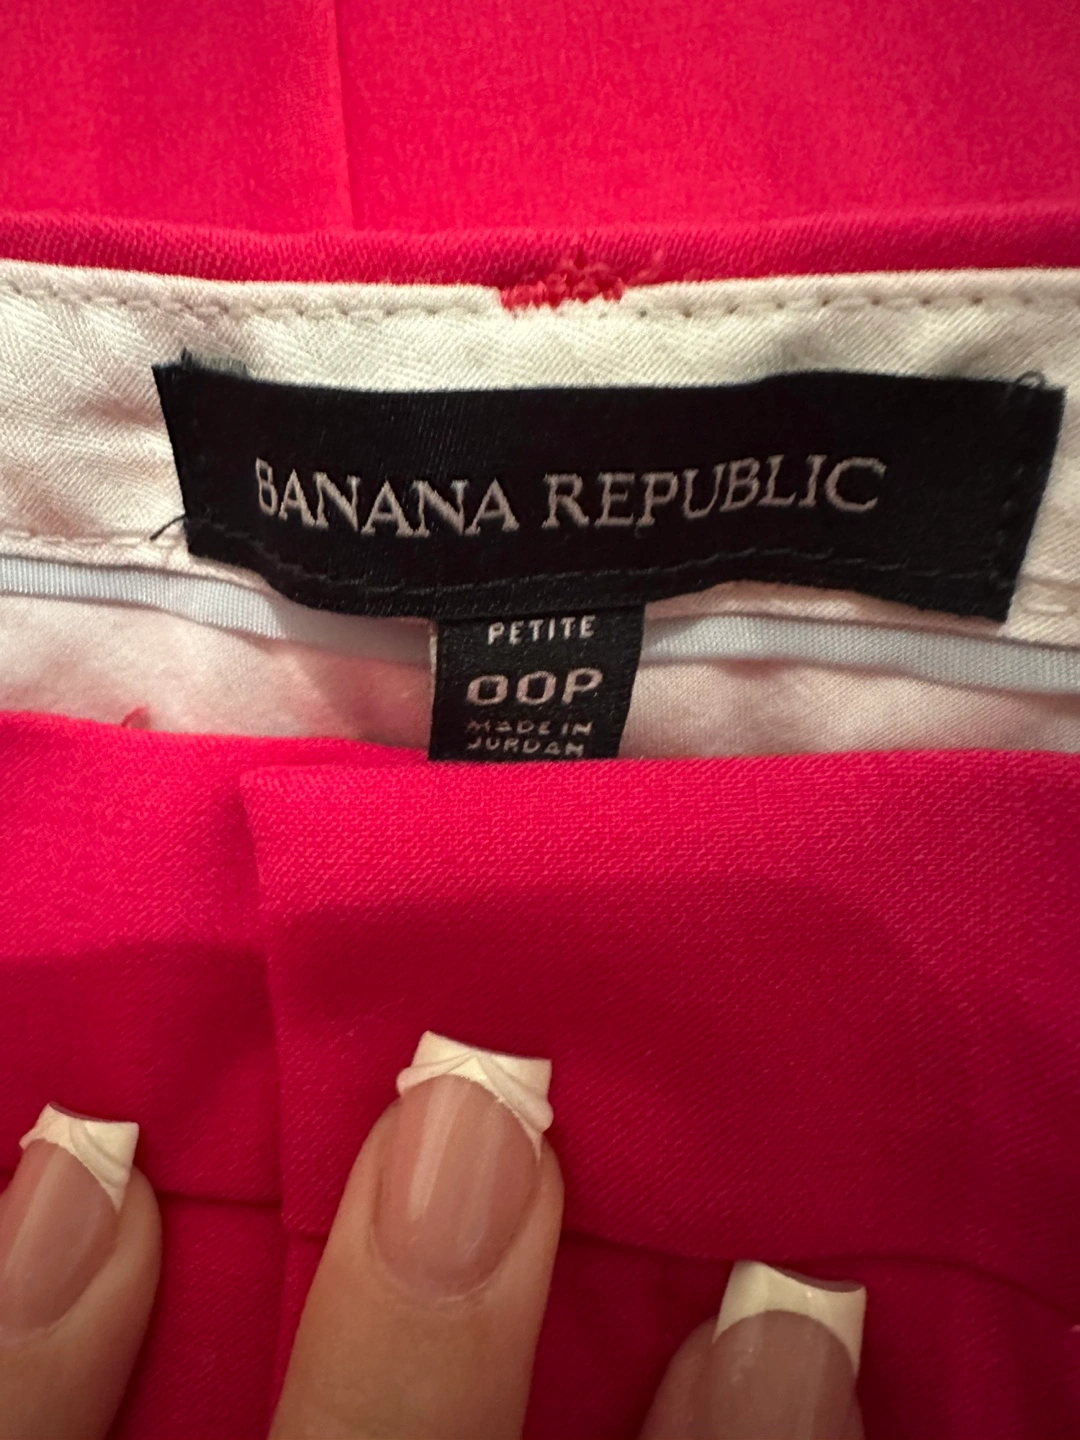 BANANA REPUBLIC
PETITE
00P
MADE IN
JORDAN